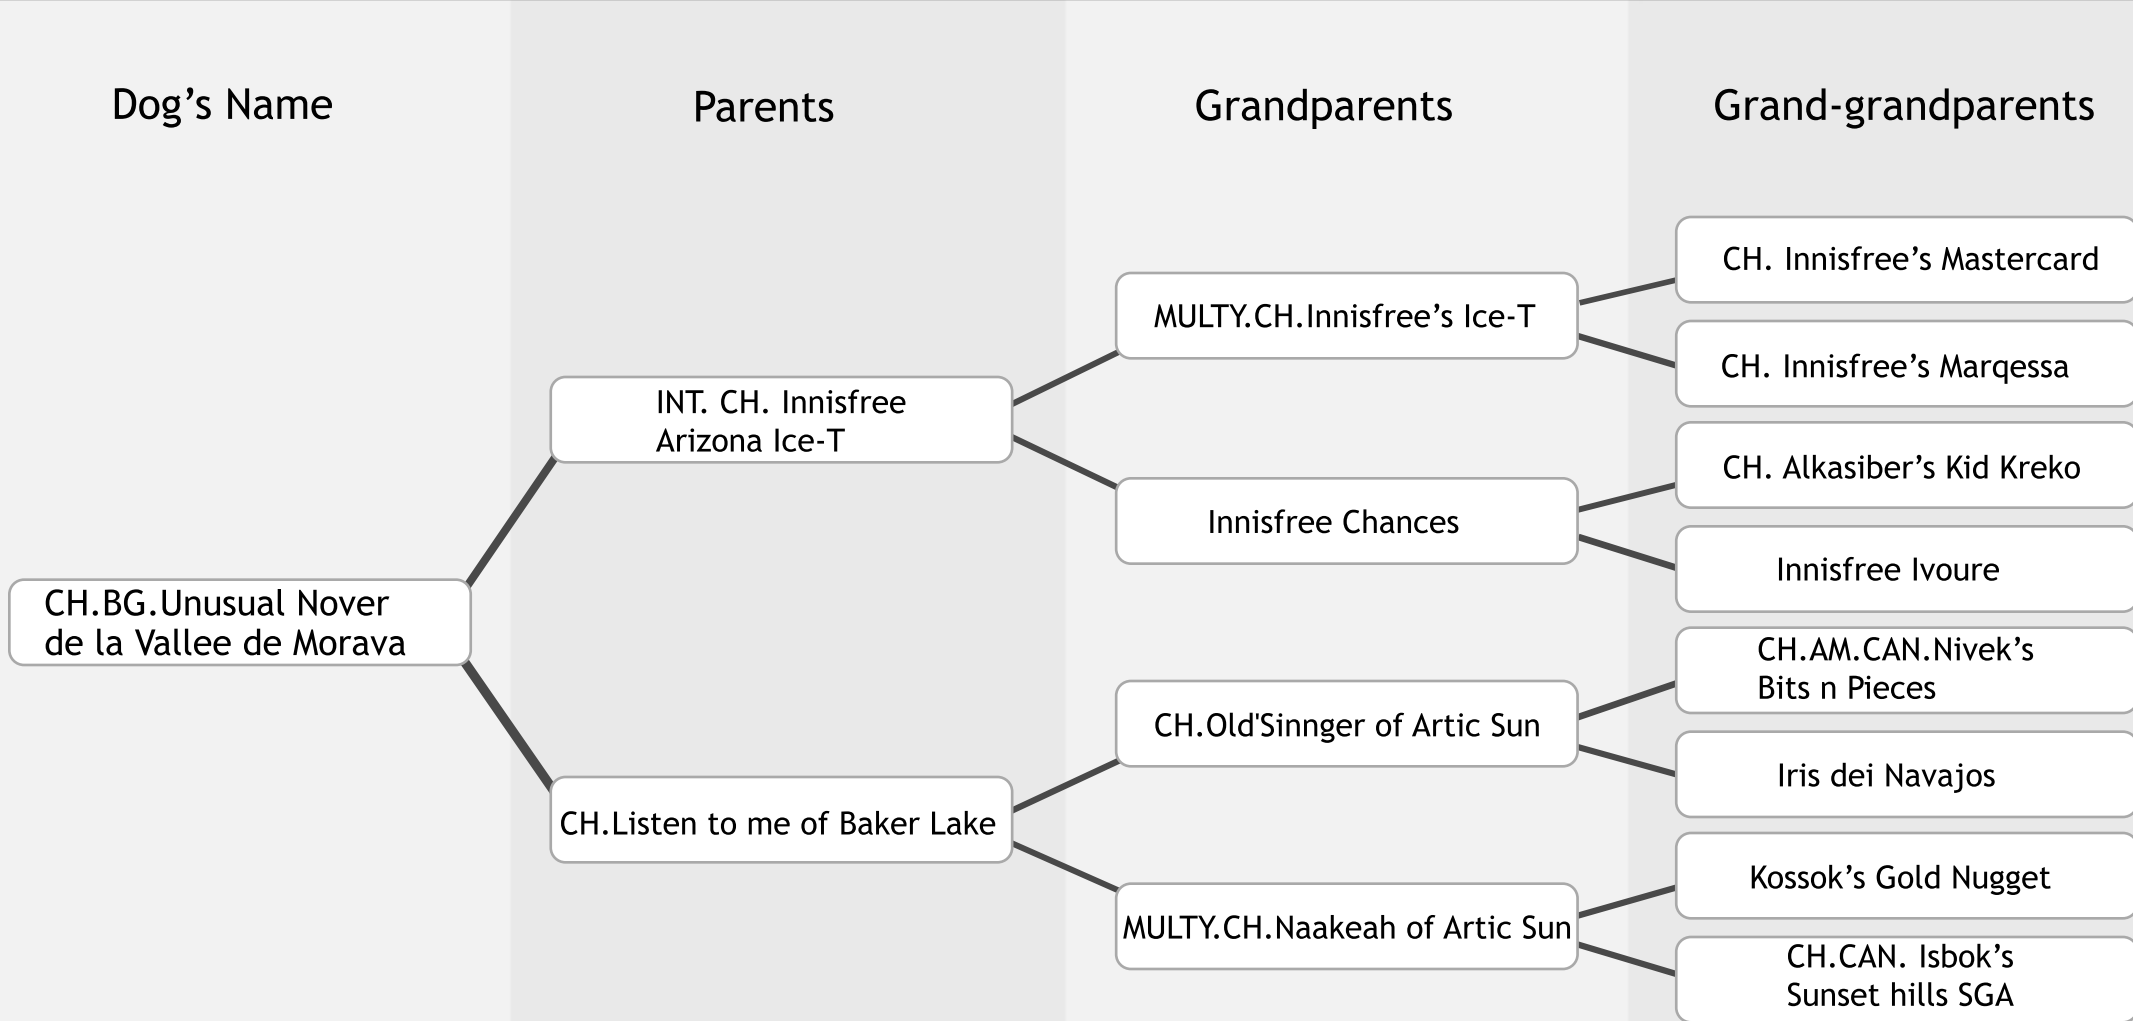 Dog’s Name
Parents
Grandparents
Grand-grandparents
CH.BG.Unusual Nover
de la Vallee de Morava
INT. CH. Innisfree
Arizona Ice-T
CH.Listen to me of Baker Lake
MULTY.CH.Innisfree’s Ice-T
Innisfree Chances
CH.Old'Sinnger of Artic Sun
MULTY.CH.Naakeah of Artic Sun
CH. Innisfree’s Mastercard
CH. Innisfree’s Marqessa
CH. Alkasiber’s Kid Kreko
Innisfree Ivoure
CH.AM.CAN.Nivek’s
Bits n Pieces
Iris dei Navajos
Kossok’s Gold Nugget
CH.CAN. Isbok’s
Sunset hills SGA